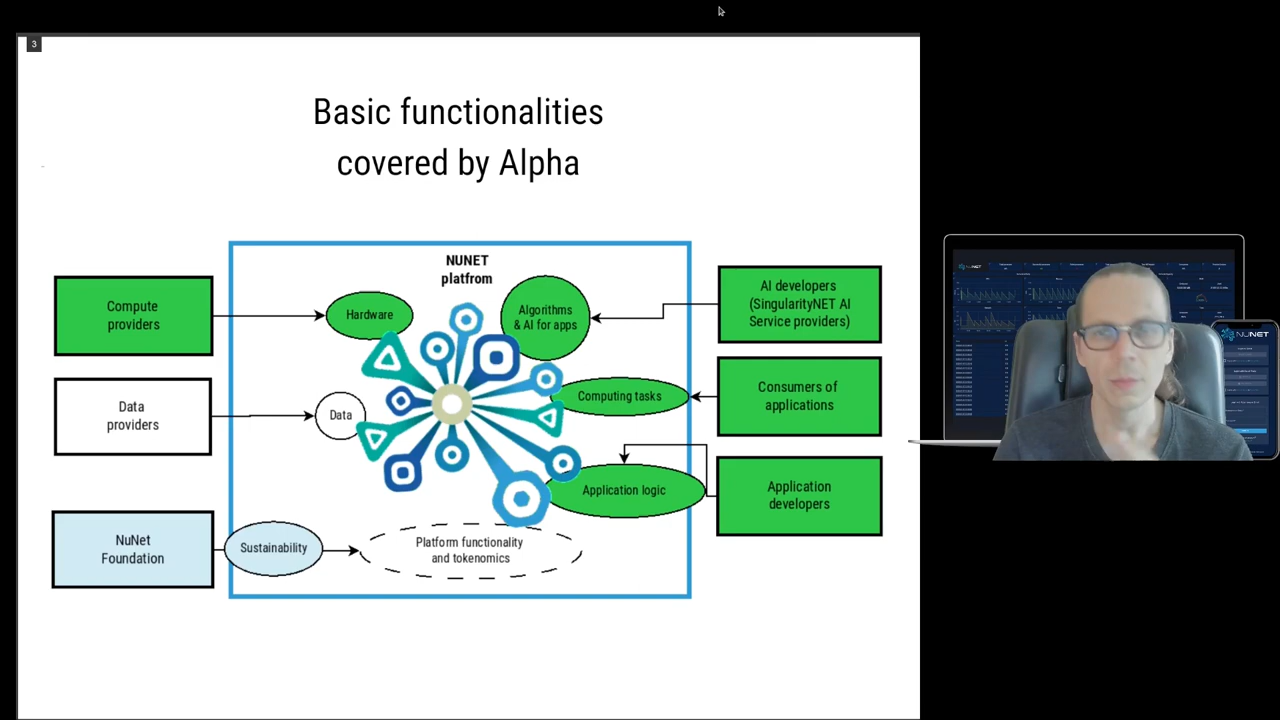 3
Basic functionalities
covered by Alpha
NUNET
platfrom
Compute
providers
Hardware
Algorithms
& AI for apps
AI developers
(SingularityNET AI
Service providers)
Data
providers
Data
Computing tasks
Consumers of
applications
Application logic
Application
developers
NuNet
Foundation
Sustainability
Platform functionality
and tokenomics
NUNET
NUNET